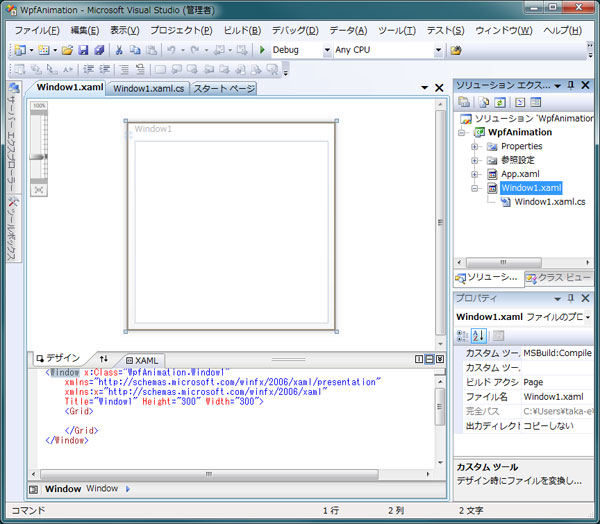 WpfAnimation - Microsoft Visual Studio (管理者)
ファイル(F) 編集(E) 表示(V) プロジェクト(P) ビルド(B) デバッグ(D) データ(A) ツール(T) テスト(S) ウィンドウ(W) ヘルプ(H)
Debug Any CPU
サーバー エクスプローラー
ツールボックス
Window1.xaml Window1.xaml.cs スタート ページ
100%
Window1
デザイン XAML
<Window x:Class="WpfAnimation.Window1"
xmlns="http://schemas.microsoft.com/winfx/2006/xaml/presentation"
xmlns:x="http://schemas.microsoft.com/winfx/2006/xaml"
Title="Window1" Height="300" Width="300">
<Grid>
</Grid>
</Window>
Window Window
ソリューション エクス...
ソリューション 'WpfAnimation
WpfAnimation
Properties
参照設定
App.xaml
Window1.xaml
Window1.xaml.cs
ソリューシ... クラス ビュー
プロパティ
Window1.xaml ファイルのプロ
カスタム ツー MSBuild:Compile
カスタム ツー
ビルド アクシ Page
ファイル名 Window1.xaml
完全パス C:¥Users¥taka-e¥
出力ディレクト コピーしない
カスタム ツール
デザイン時にファイルを変換し...
コマンド 1 行 2 列 2 文字